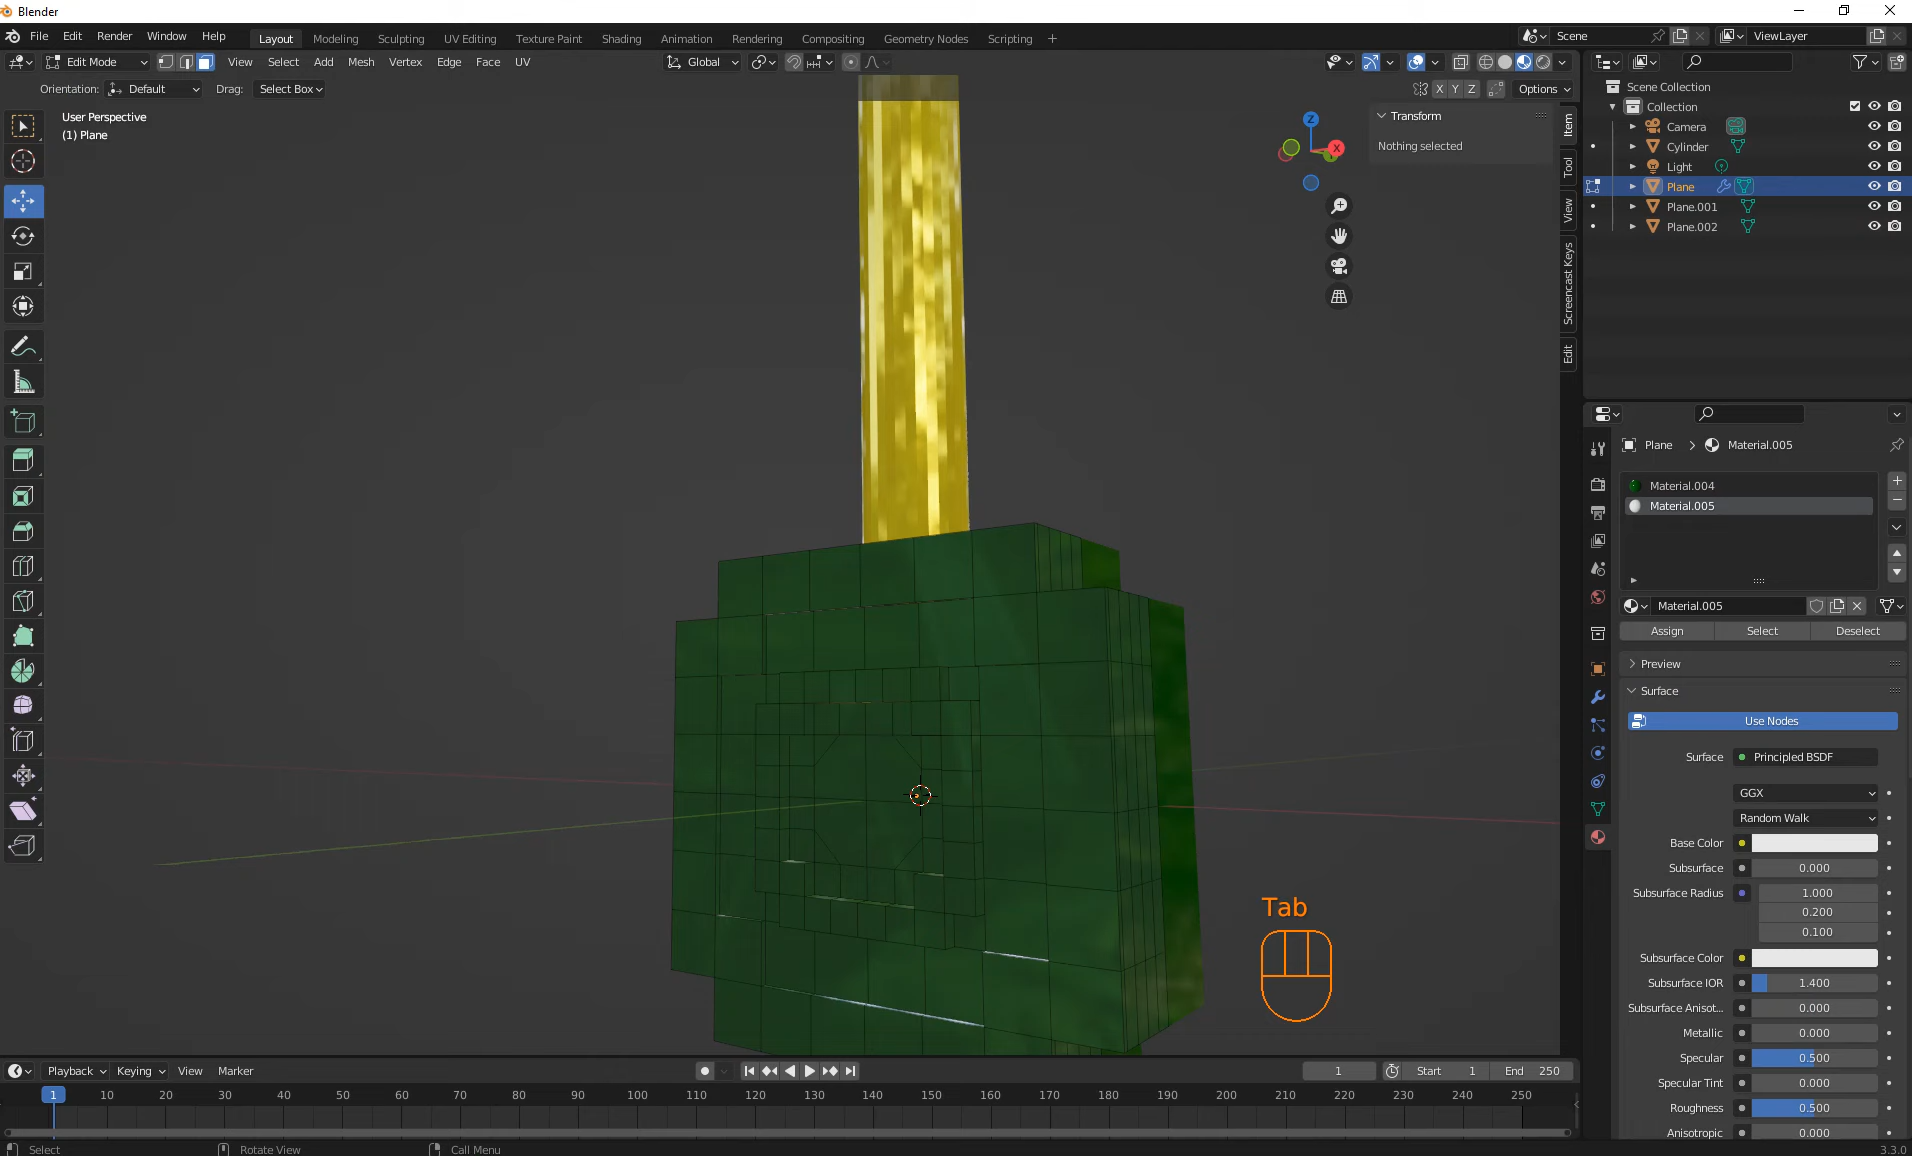 Blender
File Edit Render Window Help Layout Modeling Sculpting UV Editing Texture Paint Shading Animation Rendering Compositing Geometry Nodes Scripting + Scene ViewLayer
Edit Mode View Select Add Mesh Vertex Edge Face UV Global
Orientation: Default Drag: Select Box X Y Z Options
User Perspective
(1) Plane
Z
X
Transform
Nothing selected
Item
Tool
View
Screencast Keys
Edit
Scene Collection
Collection
Camera
Cylinder
Light
Plane
Plane.001
Plane.002
Plane > Material.005
Material.004
Material.005
Material.005
Assign Select Deselect
Preview
Surface
Use Nodes
Surface Principled BSDF
GGX
Random Walk
Base Color
Subsurface 0.000
Subsurface Radius 1.000
0.200
0.100
Subsurface Color
Subsurface IOR 1.400
Subsurface Anisot... 0.000
Metallic 0.000
Specular 0.500
Specular Tint 0.000
Roughness 0.500
Anisotropic 0.000
Tab
Playback Keying View Marker 1 Start 1 End 250
1 10 20 30 40 50 60 70 80 90 100 110 120 130 140 150 160 170 180 190 200 210 220 230 240 250
Select Rotate View Call Menu 3.3.0